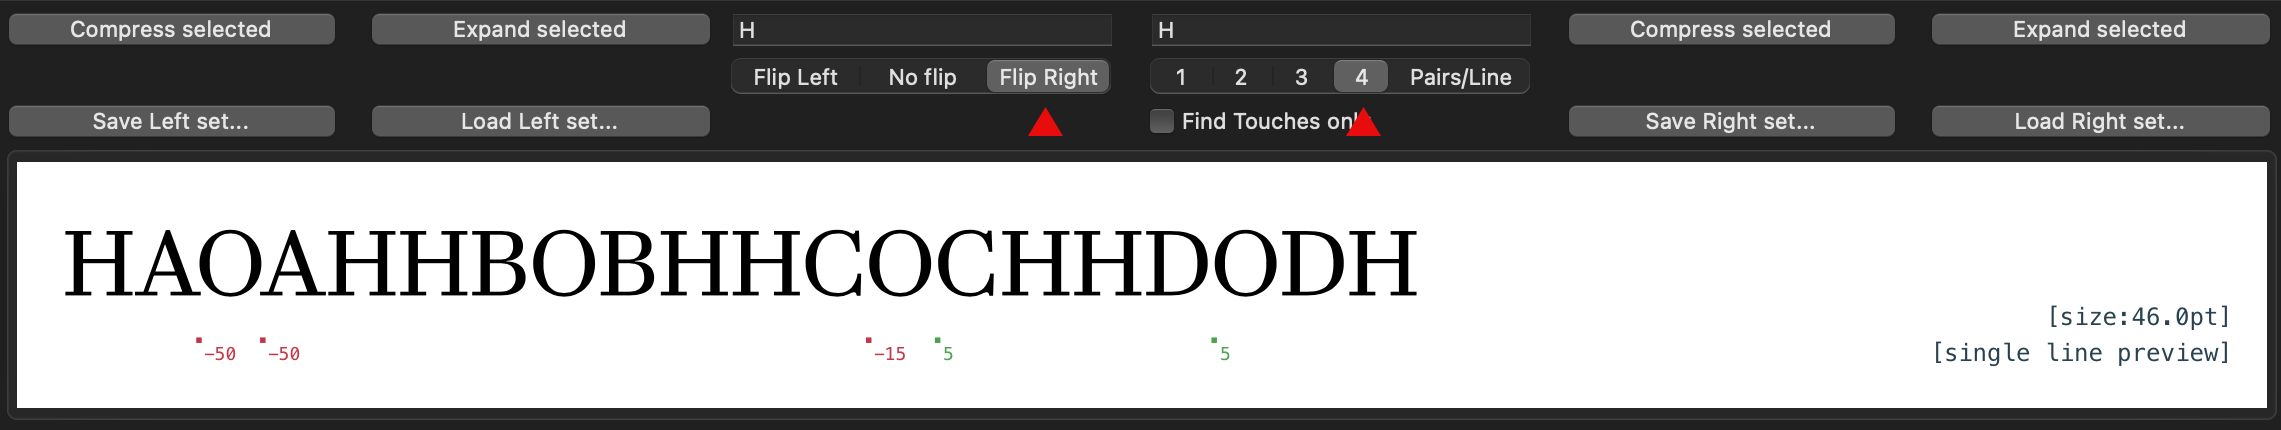 Compress selected Expand selected H H Compress selected Expand selected
Flip Left No flip Flip Right 1 2 3 4 Pairs/Line
Save Left set... Load Left set... Find Touches only Save Right set... Load Right set...
HAOAHHBOBHHCOCHHDODH
[size:46.0pt]
-50 -50 -15 5 5 [single line preview]